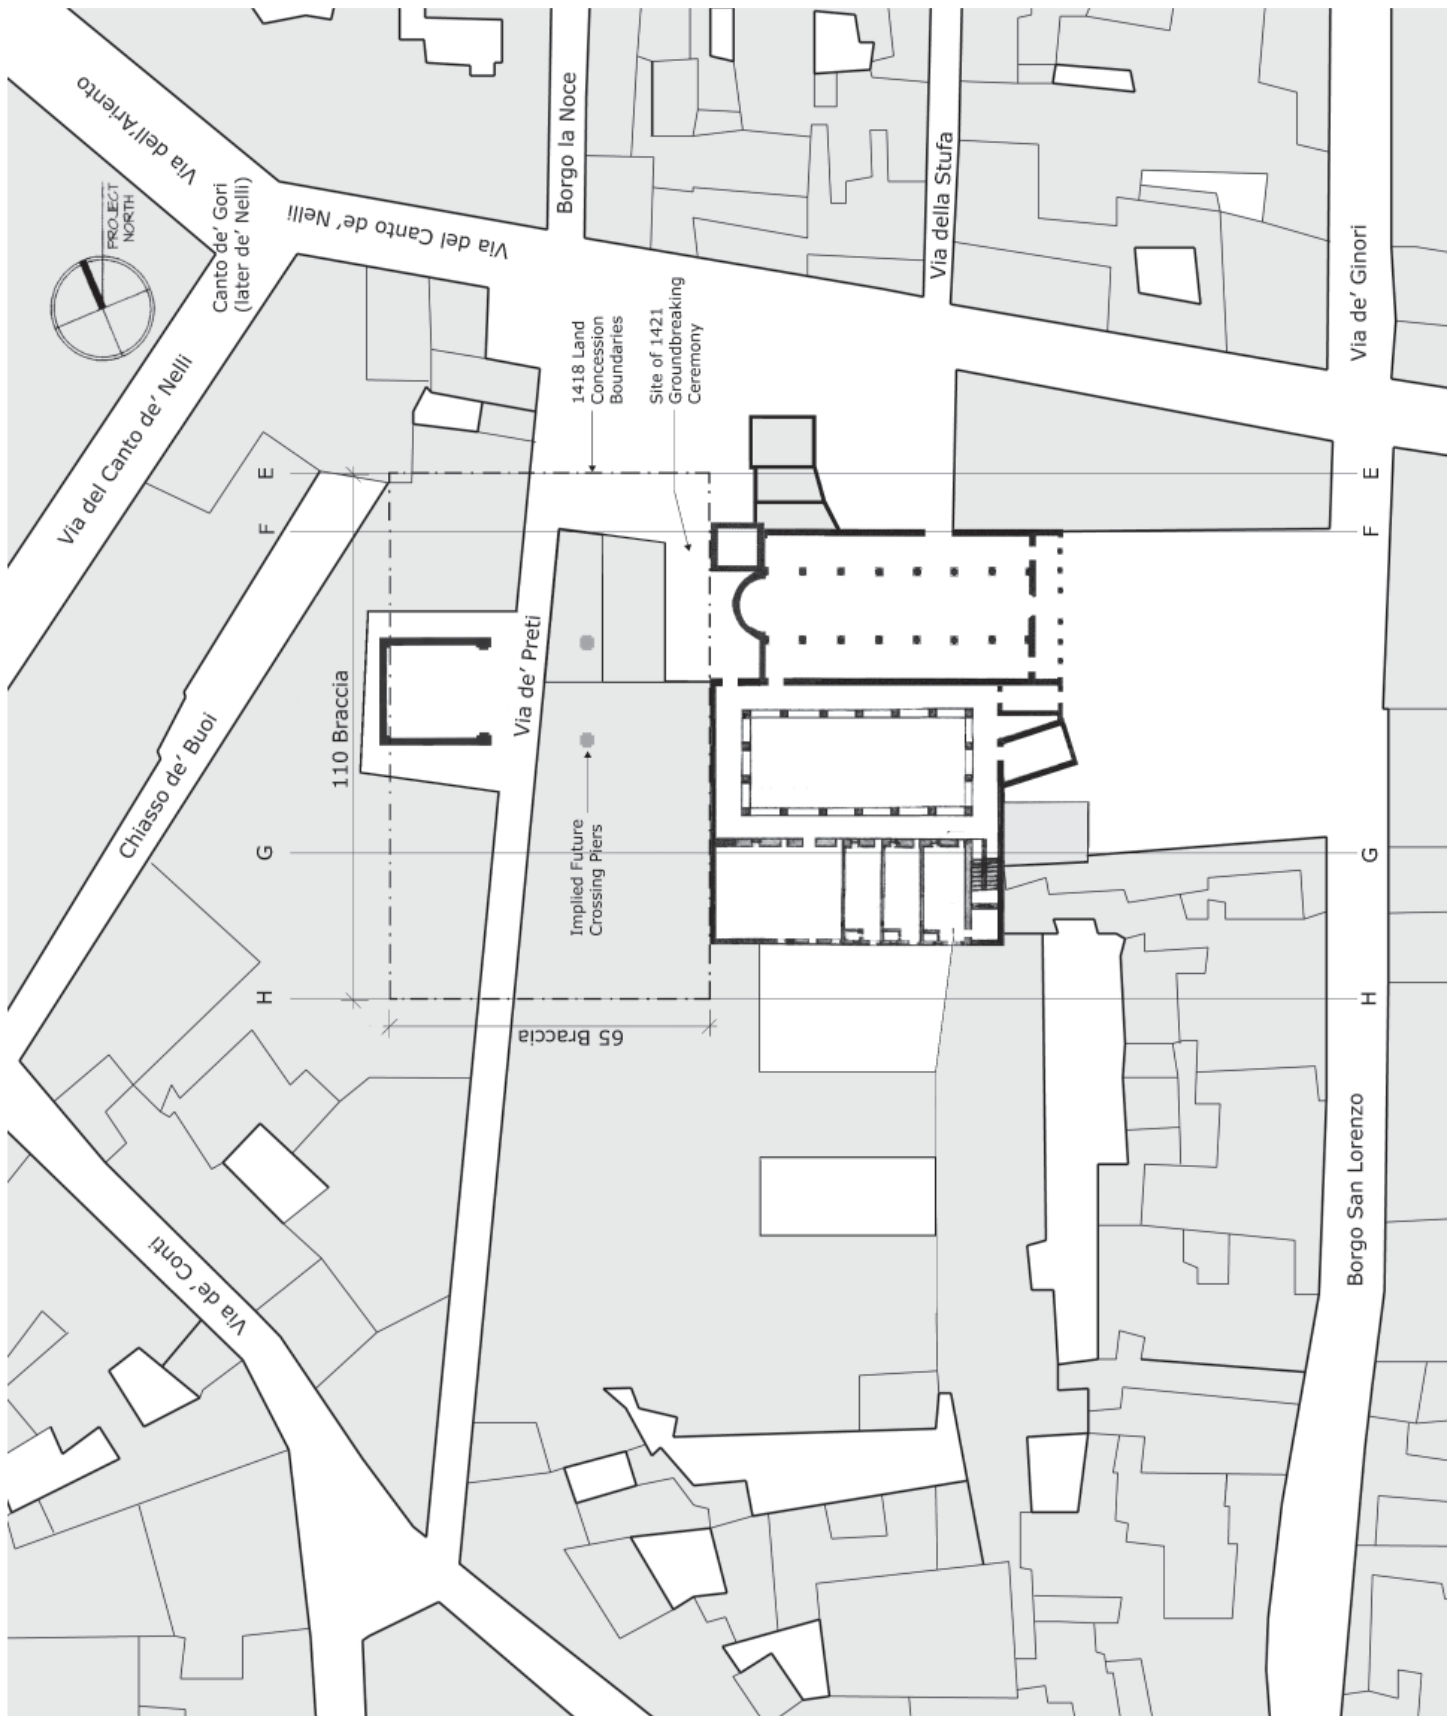 Via dell'Ariento
PROJECT
NORTH
Canto de' Gori
(later de' Nelli)
Via del Canto de' Nelli
Borgo la Noce
Via della Stufa
Via de' Ginori
Via del Canto de' Nelli
1418 Land
Concession
Boundaries
Site of 1421
Groundbreaking
Ceremony
E
E
F
F
Via de' Preti
110 Braccia
Chiasso de' Buoi
Implied Future
Crossing Piers
G
G
H
H
65 Braccia
Via de' Conti
Borgo San Lorenzo